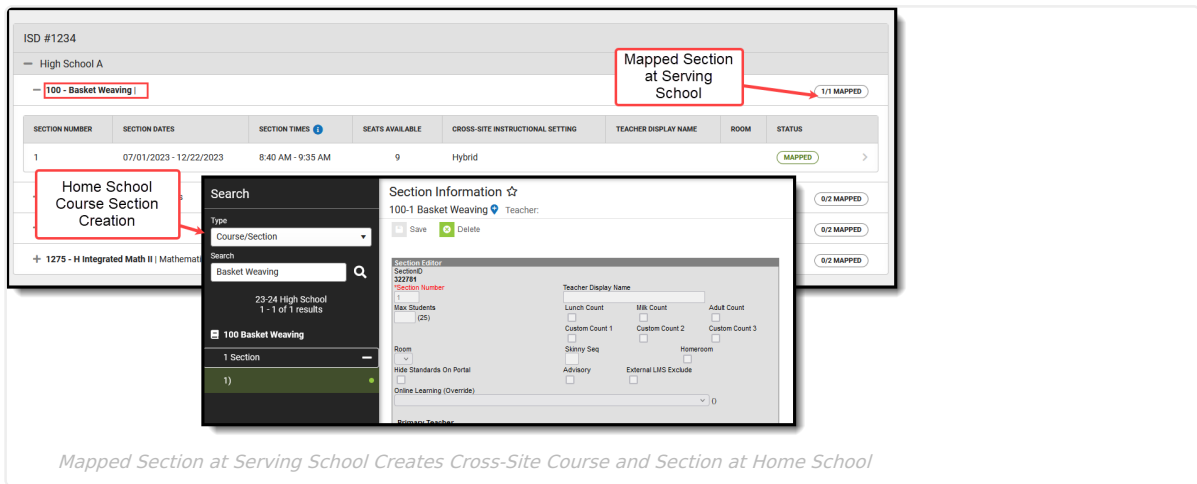 ISD #1234
High School A
100 - Basket Weaving |
1/1 MAPPED
Mapped Section
at Serving
School
SECTION NUMBER SECTION DATES SECTION TIMES SEATS AVAILABLE CROSS-SITE INSTRUCTIONAL SETTING TEACHER DISPLAY NAME ROOM STATUS
1 07/01/2023 - 12/22/2023 8:40 AM - 9:35 AM 9 Hybrid MAPPED
Home School
Course Section
Creation
0/2 MAPPED
0/2 MAPPED
1275 - H Integrated Math II | Mathemati
0/2 MAPPED
Search
Type
Course/Section
Search
Basket Weaving
23-24 High School
1 - 1 of 1 results
100 Basket Weaving
1 Section
1)
Section Information
100-1 Basket Weaving Teacher:
Save Delete
Section Editor
SectionID
322781
*Section Number Teacher Display Name
1
Max Students Lunch Count Milk Count Adult Count
(25)
Custom Count 1 Custom Count 2 Custom Count 3
Room Skinny Seq Homeroom
Hide Standards On Portal Advisory External LMS Exclude
Online Learning (Override)
()
Primary Teacher
Mapped Section at Serving School Creates Cross-Site Course and Section at Home School